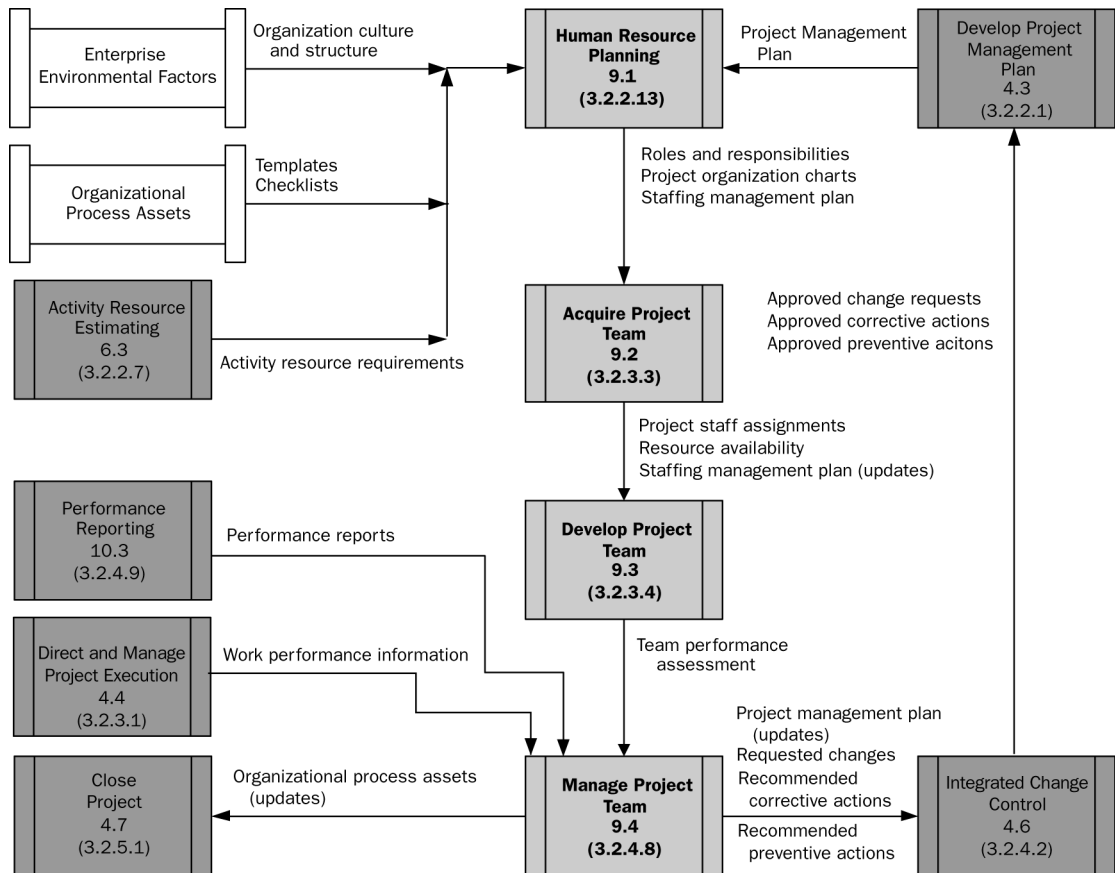 Enterprise
Environmental Factors
Organization culture
and structure
Human Resource
Planning
9.1
(3.2.2.13)
Project Management
Plan
Develop Project
Management
Plan
4.3
(3.2.2.1)
Organizational
Process Assets
Templates
Checklists
Roles and responsibilities
Project organization charts
Staffing management plan
Activity Resource
Estimating
6.3
(3.2.2.7)
Activity resource requirements
Acquire Project
Team
9.2
(3.2.3.3)
Approved change requests
Approved corrective actions
Approved preventive acitons
Project staff assignments
Resource availability
Staffing management plan (updates)
Performance
Reporting
10.3
(3.2.4.9)
Performance reports
Develop Project
Team
9.3
(3.2.3.4)
Direct and Manage
Project Execution
4.4
(3.2.3.1)
Work performance information
Team performance
assessment
Close
Project
4.7
(3.2.5.1)
Organizational process assets
(updates)
Manage Project
Team
9.4
(3.2.4.8)
Project management plan
(updates)
Requested changes
Recommended
corrective actions
Recommended
preventive actions
Integrated Change
Control
4.6
(3.2.4.2)